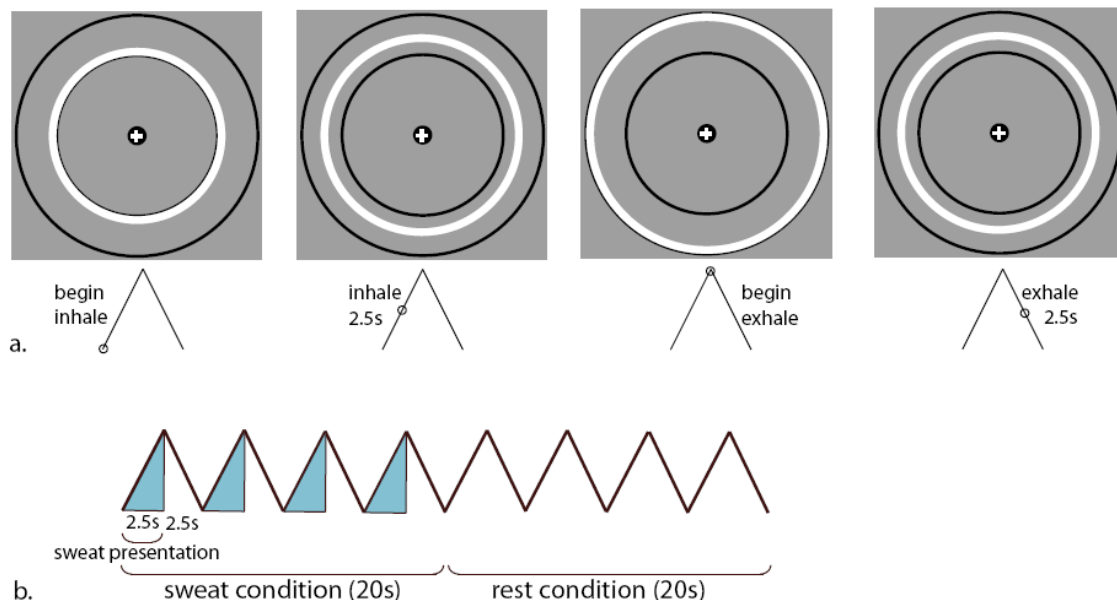 begin
inhale
inhale
2.5s
begin
exhale
exhale
2.5s
a.
2.5s 2.5s
sweat presentation
b.
sweat condition (20s)
rest condition (20s)